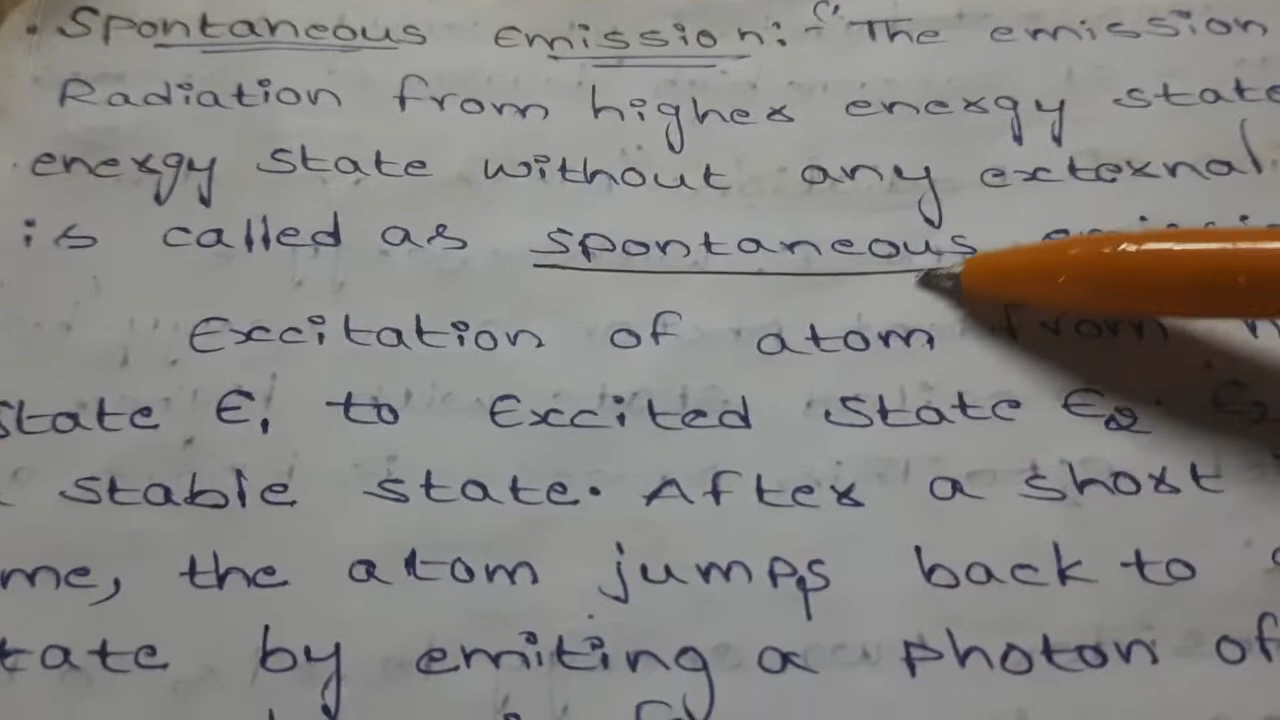 • Spontaneous emission:- "The emission
Radiation from higher energy state
energy state without any external
is called as spontaneous
Excitation of atom from
State E1 to Excited State E2. E2
stable state. After a short
me, the atom jumps back to
tate by emiting a photon of